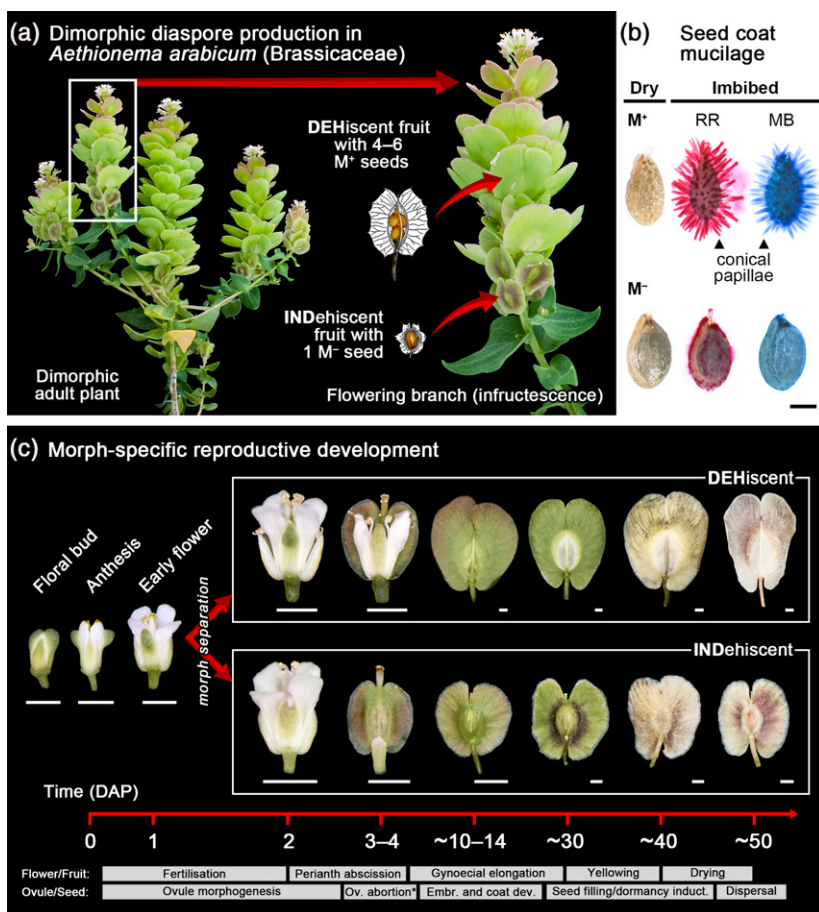 (a) Dimorphic diaspore production in
Aethionema arabicum (Brassicaceae)
DEHiscent fruit
with 4–6
M⁺ seeds
INDehiscent
fruit with
1 M⁻ seed
Dimorphic
adult plant
Flowering branch (infructescence)
(b) Seed coat
mucilage
Dry Imbibed
M⁺ RR MB
conical
papillae
M⁻
(c) Morph-specific reproductive development
DEHiscent
Floral bud
Anthesis
Early flower
morph separation
INDehiscent
Time (DAP)
0 1 2 3–4 ~10–14 ~30 ~40 ~50
Flower/Fruit: Fertilisation Perianth abscission Gynoecial elongation Yellowing Drying
Ovule/Seed: Ovule morphogenesis Ov. abortion* Embr. and coat dev. Seed filling/dormancy induct. Dispersal